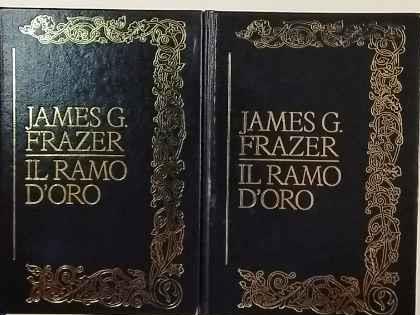 JAMES G.
FRAZER
IL RAMO
D'ORO
JAMES G.
FRAZER
IL RAMO
D'ORO